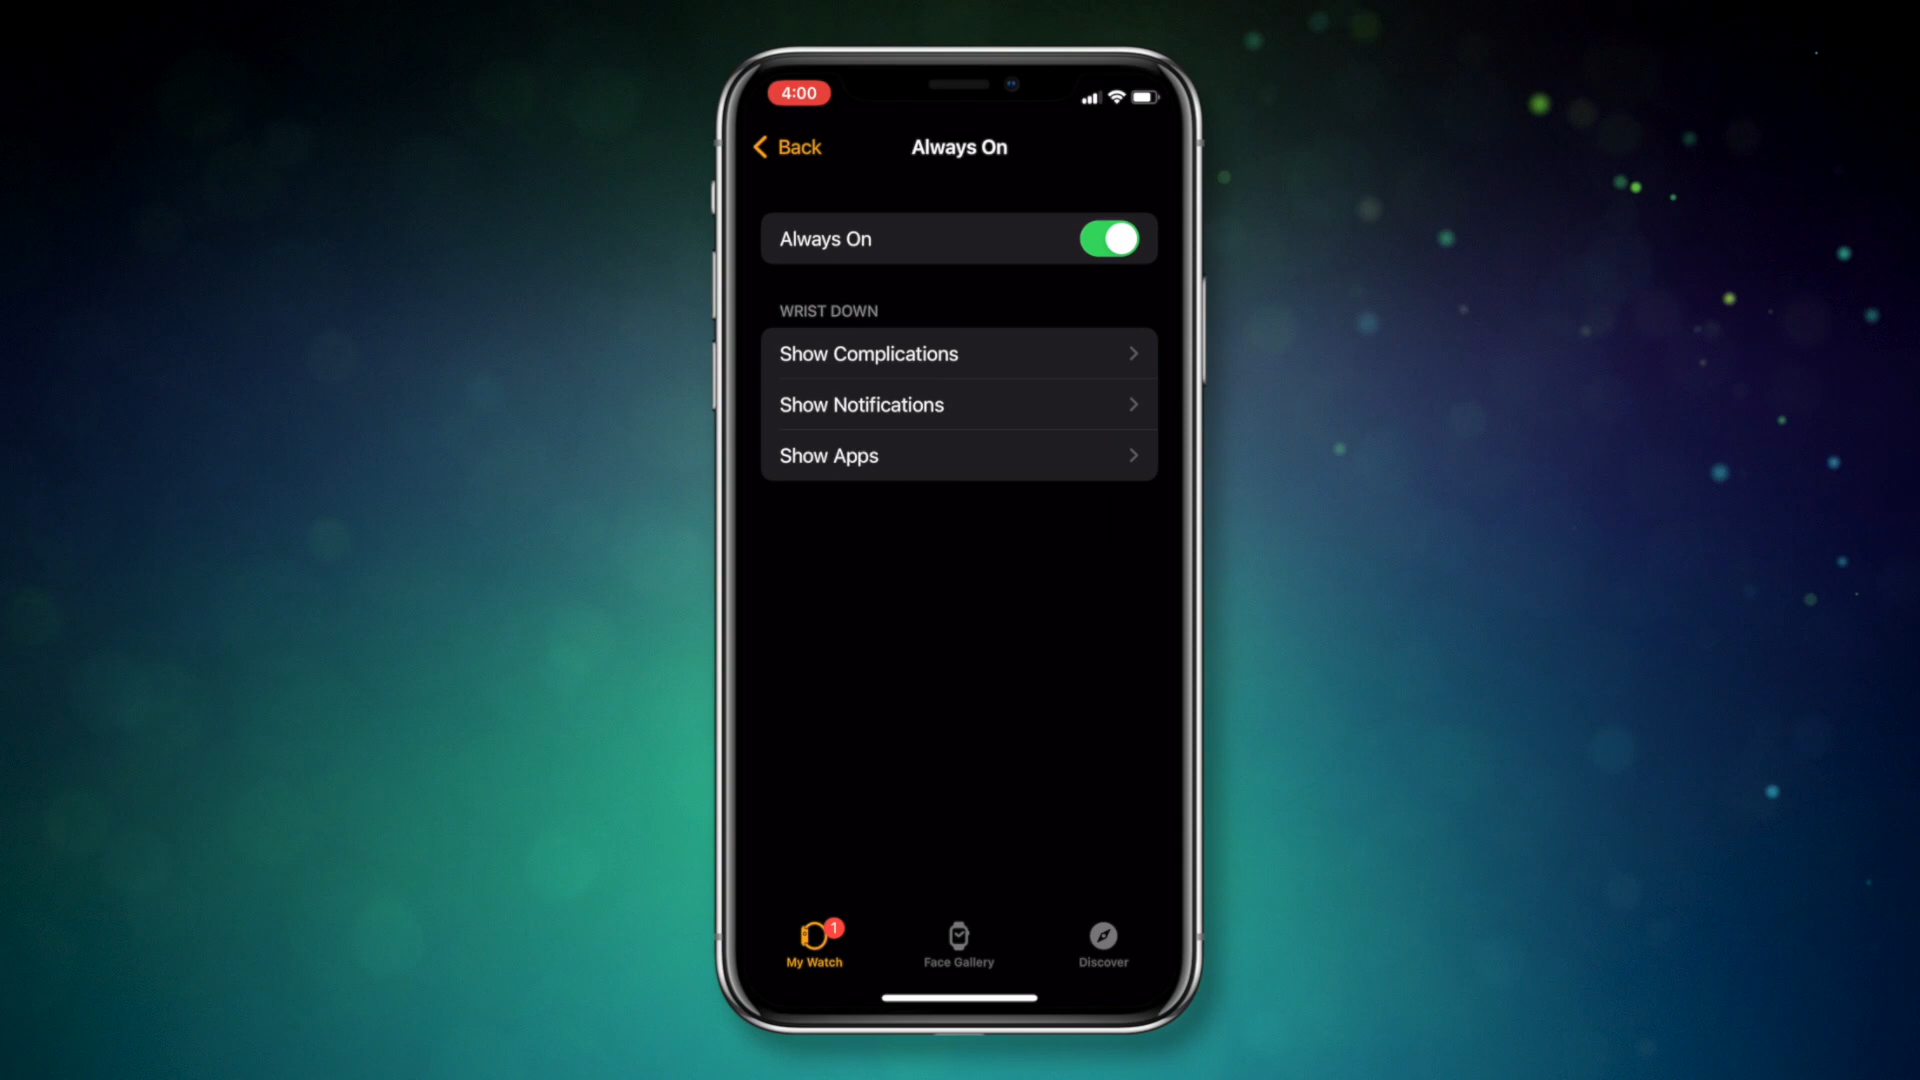 4:00
Back
Always On
Always On
WRIST DOWN
Show Complications
Show Notifications
Show Apps
1
My Watch
Face Gallery
Discover